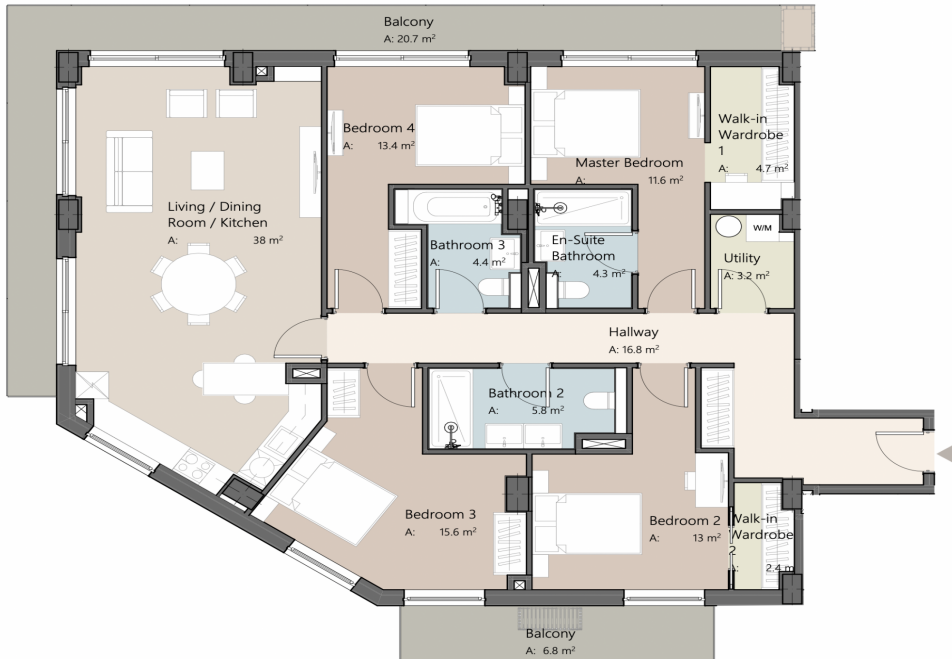 Balcony
A: 20.7 m²
Bedroom 4
A: 13.4 m²
Walk-in
Wardrobe
1
A: 4.7 m²
Master Bedroom
A: 11.6 m²
Living / Dining
Room / Kitchen
A: 38 m²
Bathroom 3
A: 4.4 m²
En-Suite
Bathroom
A: 4.3 m²
W/M
Utility
A: 3.2 m²
Hallway
A: 16.8 m²
Bathroom 2
A: 5.8 m²
Bedroom 3
A: 15.6 m²
Bedroom 2
A: 13 m²
Walk-in
Wardrobe
2
A: 2.4 m
Balcony
A: 6.8 m²